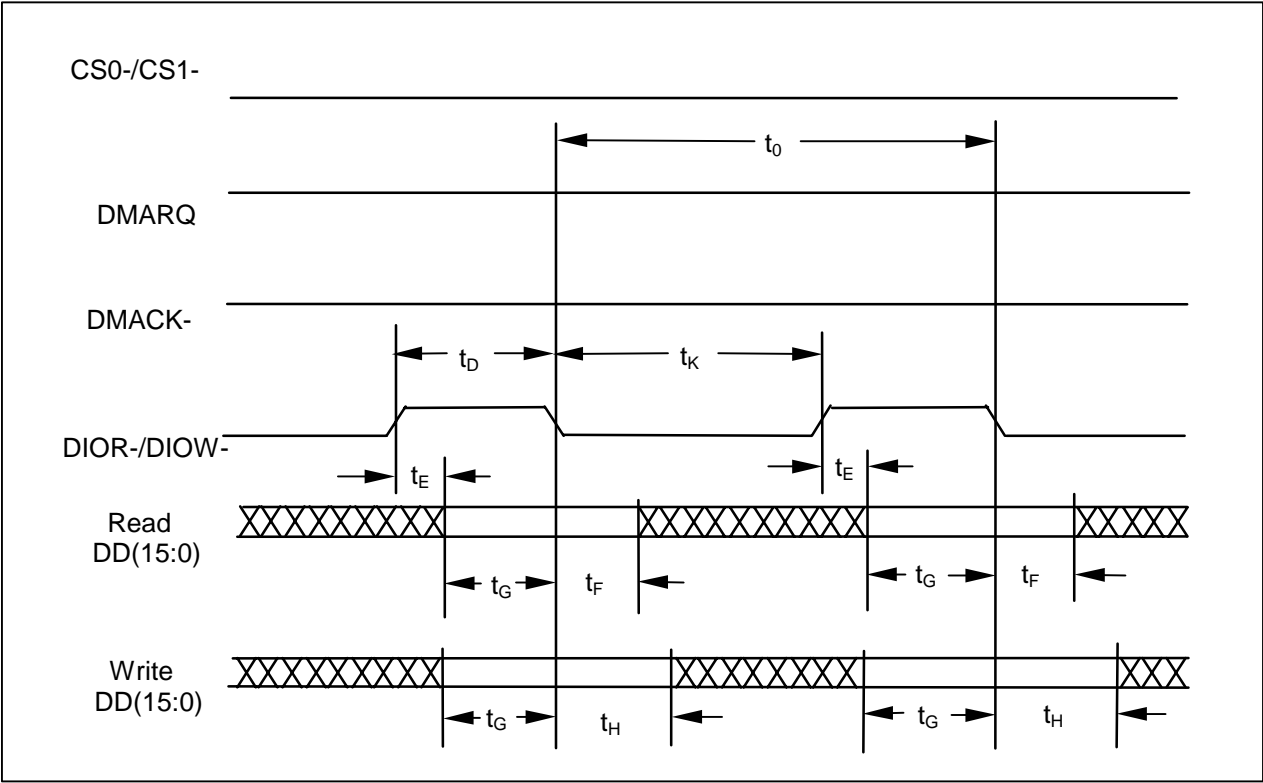 CS0-/CS1-
t0
DMARQ
DMACK-
tD tK
DIOR-/DIOW-
tE tE
Read
DD(15:0)
tG tF tG tF
Write
DD(15:0)
tG tH tG tH